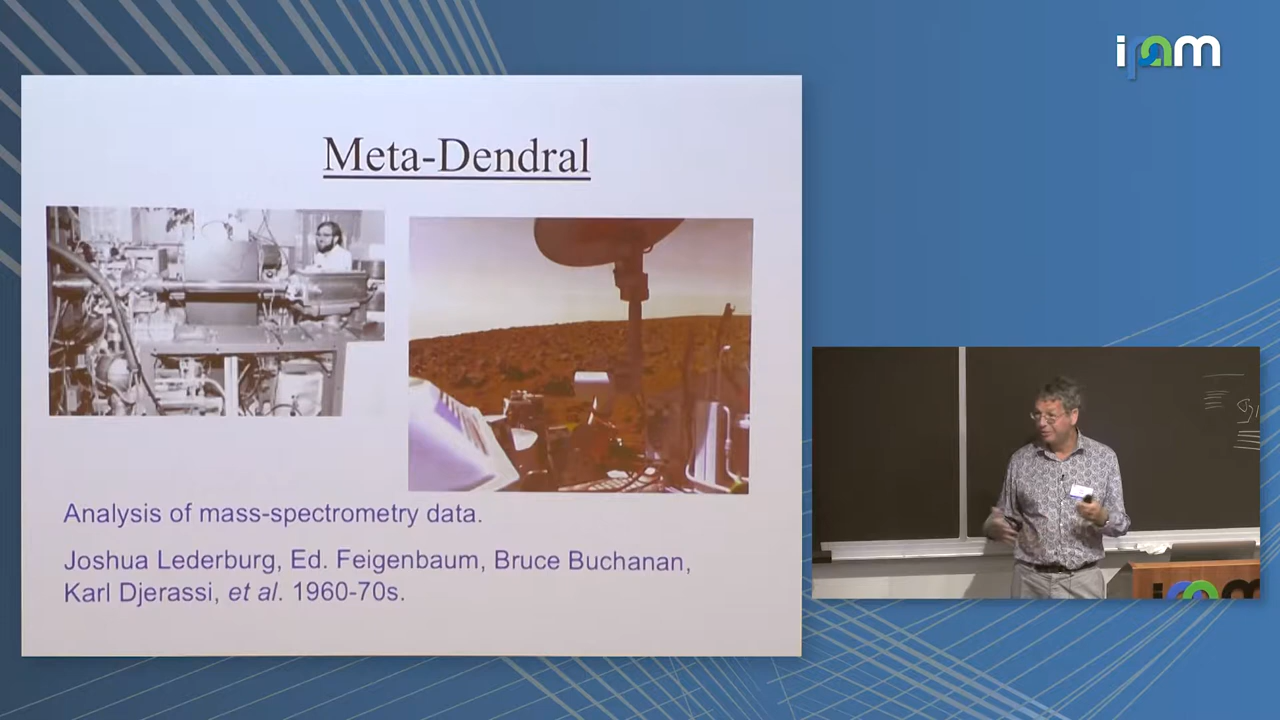 ipam
Meta-Dendral
Analysis of mass-spectrometry data.
Joshua Lederburg, Ed. Feigenbaum, Bruce Buchanan,
Karl Djerassi, et al. 1960-70s.
ipam